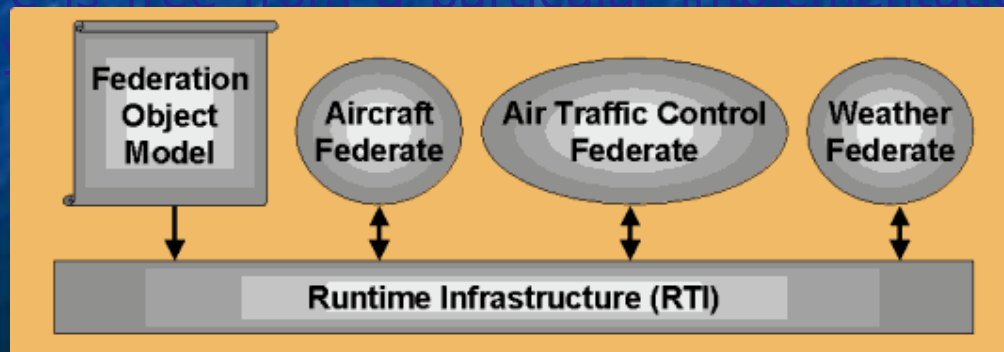 Federation
Object
Model
Aircraft
Federate
Air Traffic Control
Federate
Weather
Federate
Runtime Infrastructure (RTI)